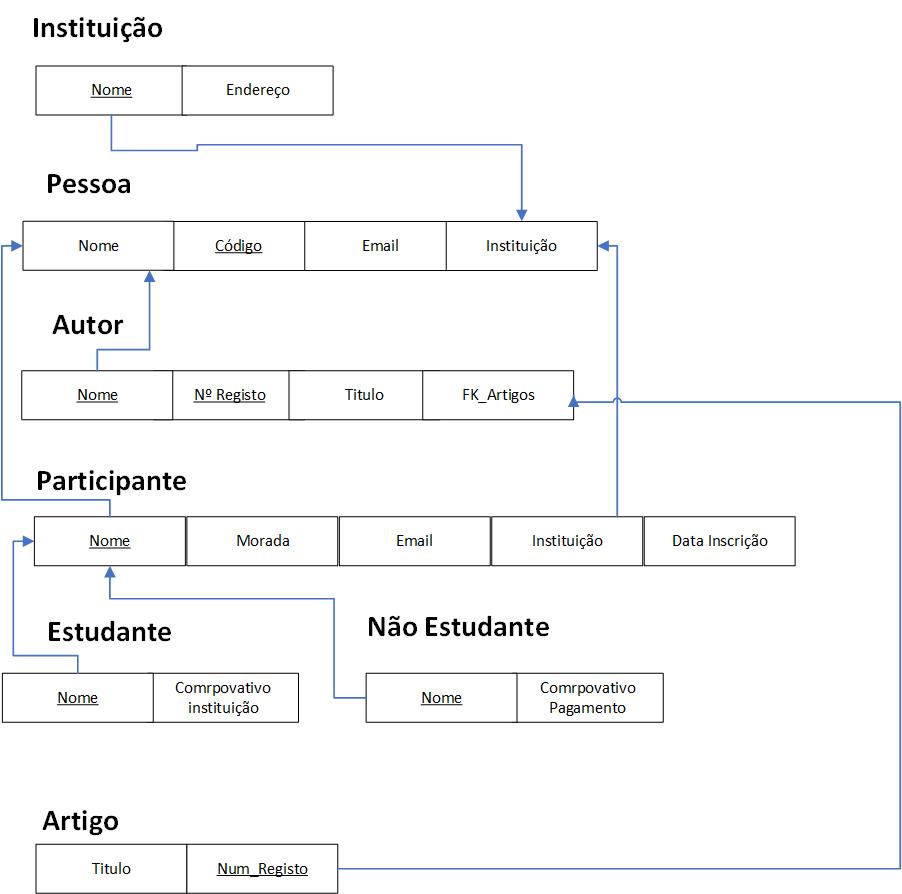 Instituição
Nome
Endereço
Pessoa
Nome
Código
Email
Instituição
Autor
Nome
Nº Registo
Titulo
FK_Artigos
Participante
Nome
Morada
Email
Instituição
Data Inscrição
Estudante
Nome
Comrpovativo
instituição
Não Estudante
Nome
Comrpovativo
Pagamento
Artigo
Titulo
Num_Registo